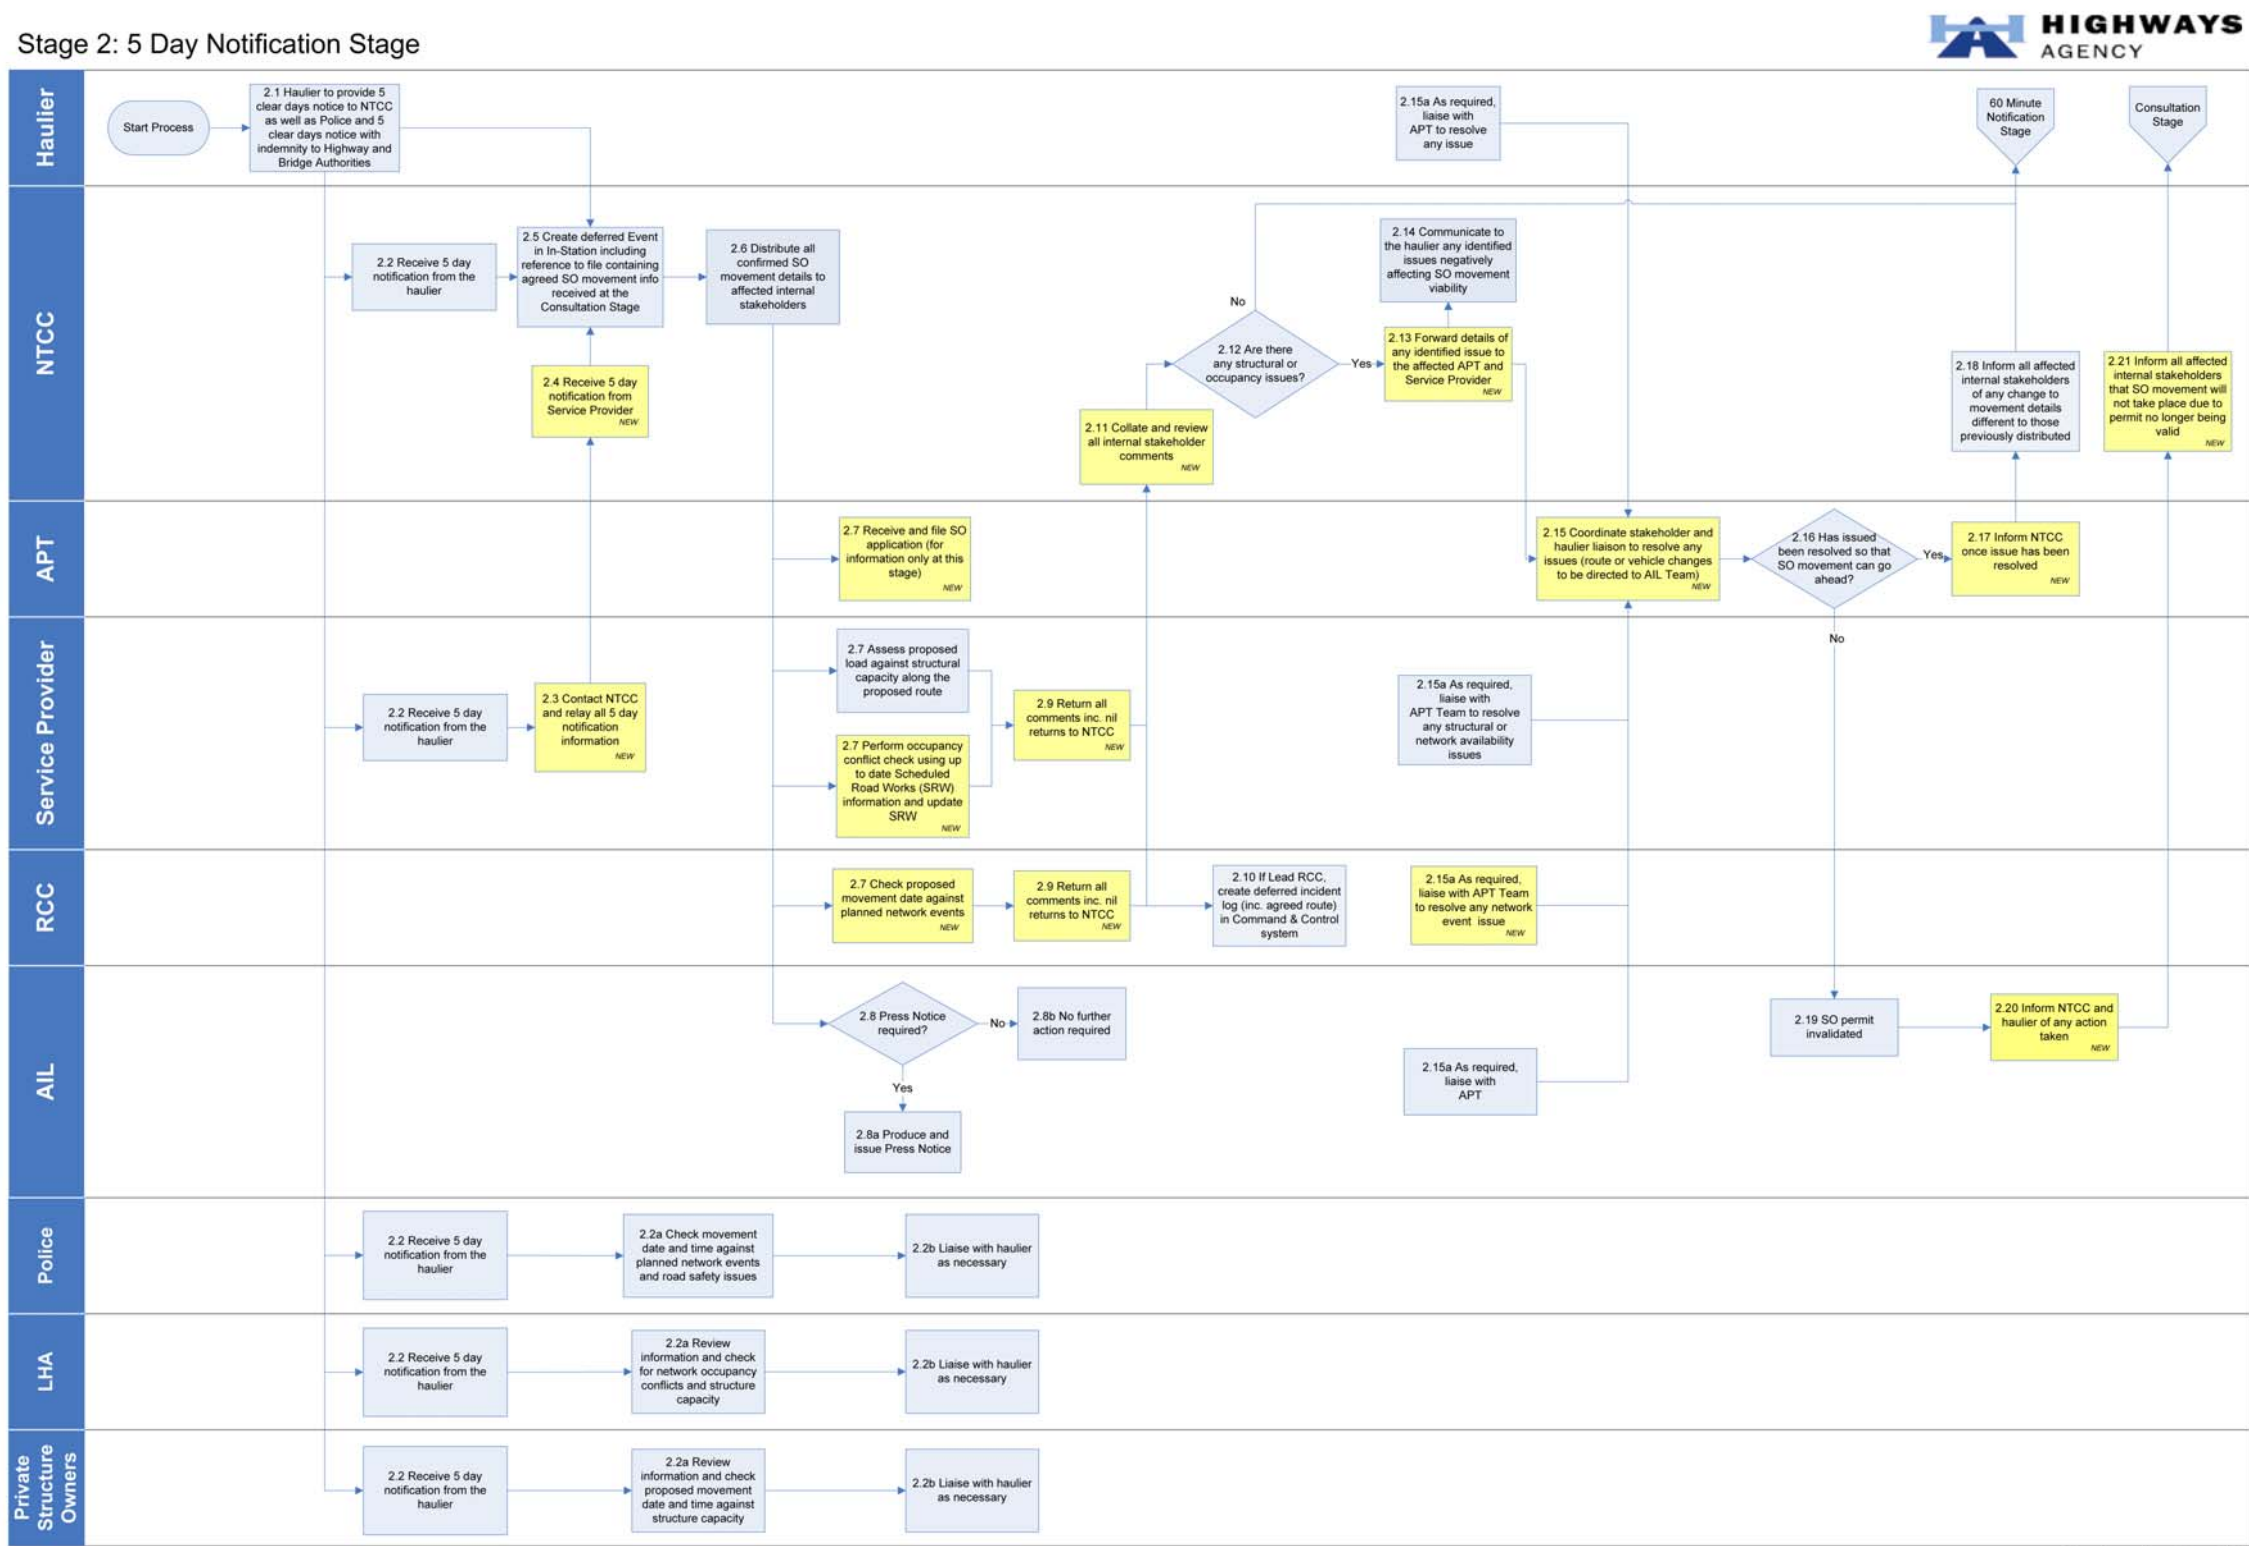 Stage 2: 5 Day Notification Stage
HIGHWAYS
AGENCY
Haulier
Start Process
2.1 Haulier to provide 5
clear days notice to NTCC
as well as Police and 5
clear days notice with
indemnity to Highway and
Bridge Authorities
2.15a As required,
liaise with
APT to resolve
any issue
60 Minute
Notification
Stage
Consultation
Stage
NTCC
2.2 Receive 5 day
notification from the
haulier
2.5 Create deferred Event
in In-Station including
reference to file containing
agreed SO movement info
received at the
Consultation Stage
2.6 Distribute all
confirmed SO
movement details to
affected internal
stakeholders
2.4 Receive 5 day
notification from
Service Provider
NEW
2.11 Collate and review
all internal stakeholder
comments
NEW
No
2.12 Are there
any structural or
occupancy issues?
Yes
2.14 Communicate to
the haulier any identified
issues negatively
affecting SO movement
viability
2.13 Forward details of
any identified issue to
the affected APT and
Service Provider
NEW
2.18 Inform all affected
internal stakeholders
of any change to
movement details
different to those
previously distributed
2.21 Inform all affected
internal stakeholders
that SO movement will
not take place due to
permit no longer being
valid
NEW
APT
2.7 Receive and file SO
application (for
information only at this
stage)
NEW
2.15 Coordinate stakeholder and
haulier liaison to resolve any
issues (route or vehicle changes
to be directed to AIL Team)
NEW
2.16 Has issued
been resolved so that
SO movement can go
ahead?
Yes
2.17 Inform NTCC
once issue has been
resolved
NEW
No
Service Provider
2.2 Receive 5 day
notification from the
haulier
2.3 Contact NTCC
and relay all 5 day
notification
information
NEW
2.7 Assess proposed
load against structural
capacity along the
proposed route
2.7 Perform occupancy
conflict check using up
to date Scheduled
Road Works (SRW)
information and update
SRW
NEW
2.9 Return all
comments inc. nil
returns to NTCC
NEW
2.15a As required,
liaise with
APT Team to resolve
any structural or
network availability
issues
RCC
2.7 Check proposed
movement date against
planned network events
NEW
2.9 Return all
comments inc. nil
returns to NTCC
NEW
2.10 If Lead RCC,
create deferred incident
log (inc. agreed route)
in Command & Control
system
2.15a As required,
liaise with APT Team
to resolve any network
event issue
NEW
AIL
2.8 Press Notice
required?
No
2.8b No further
action required
Yes
2.8a Produce and
issue Press Notice
2.15a As required,
liaise with
APT
2.19 SO permit
invalidated
2.20 Inform NTCC and
haulier of any action
taken
NEW
Police
2.2 Receive 5 day
notification from the
haulier
2.2a Check movement
date and time against
planned network events
and road safety issues
2.2b Liaise with haulier
as necessary
LHA
2.2 Receive 5 day
notification from the
haulier
2.2a Review
information and check
for network occupancy
conflicts and structure
capacity
2.2b Liaise with haulier
as necessary
Private
Structure
Owners
2.2 Receive 5 day
notification from the
haulier
2.2a Review
information and check
proposed movement
date and time against
structure capacity
2.2b Liaise with haulier
as necessary